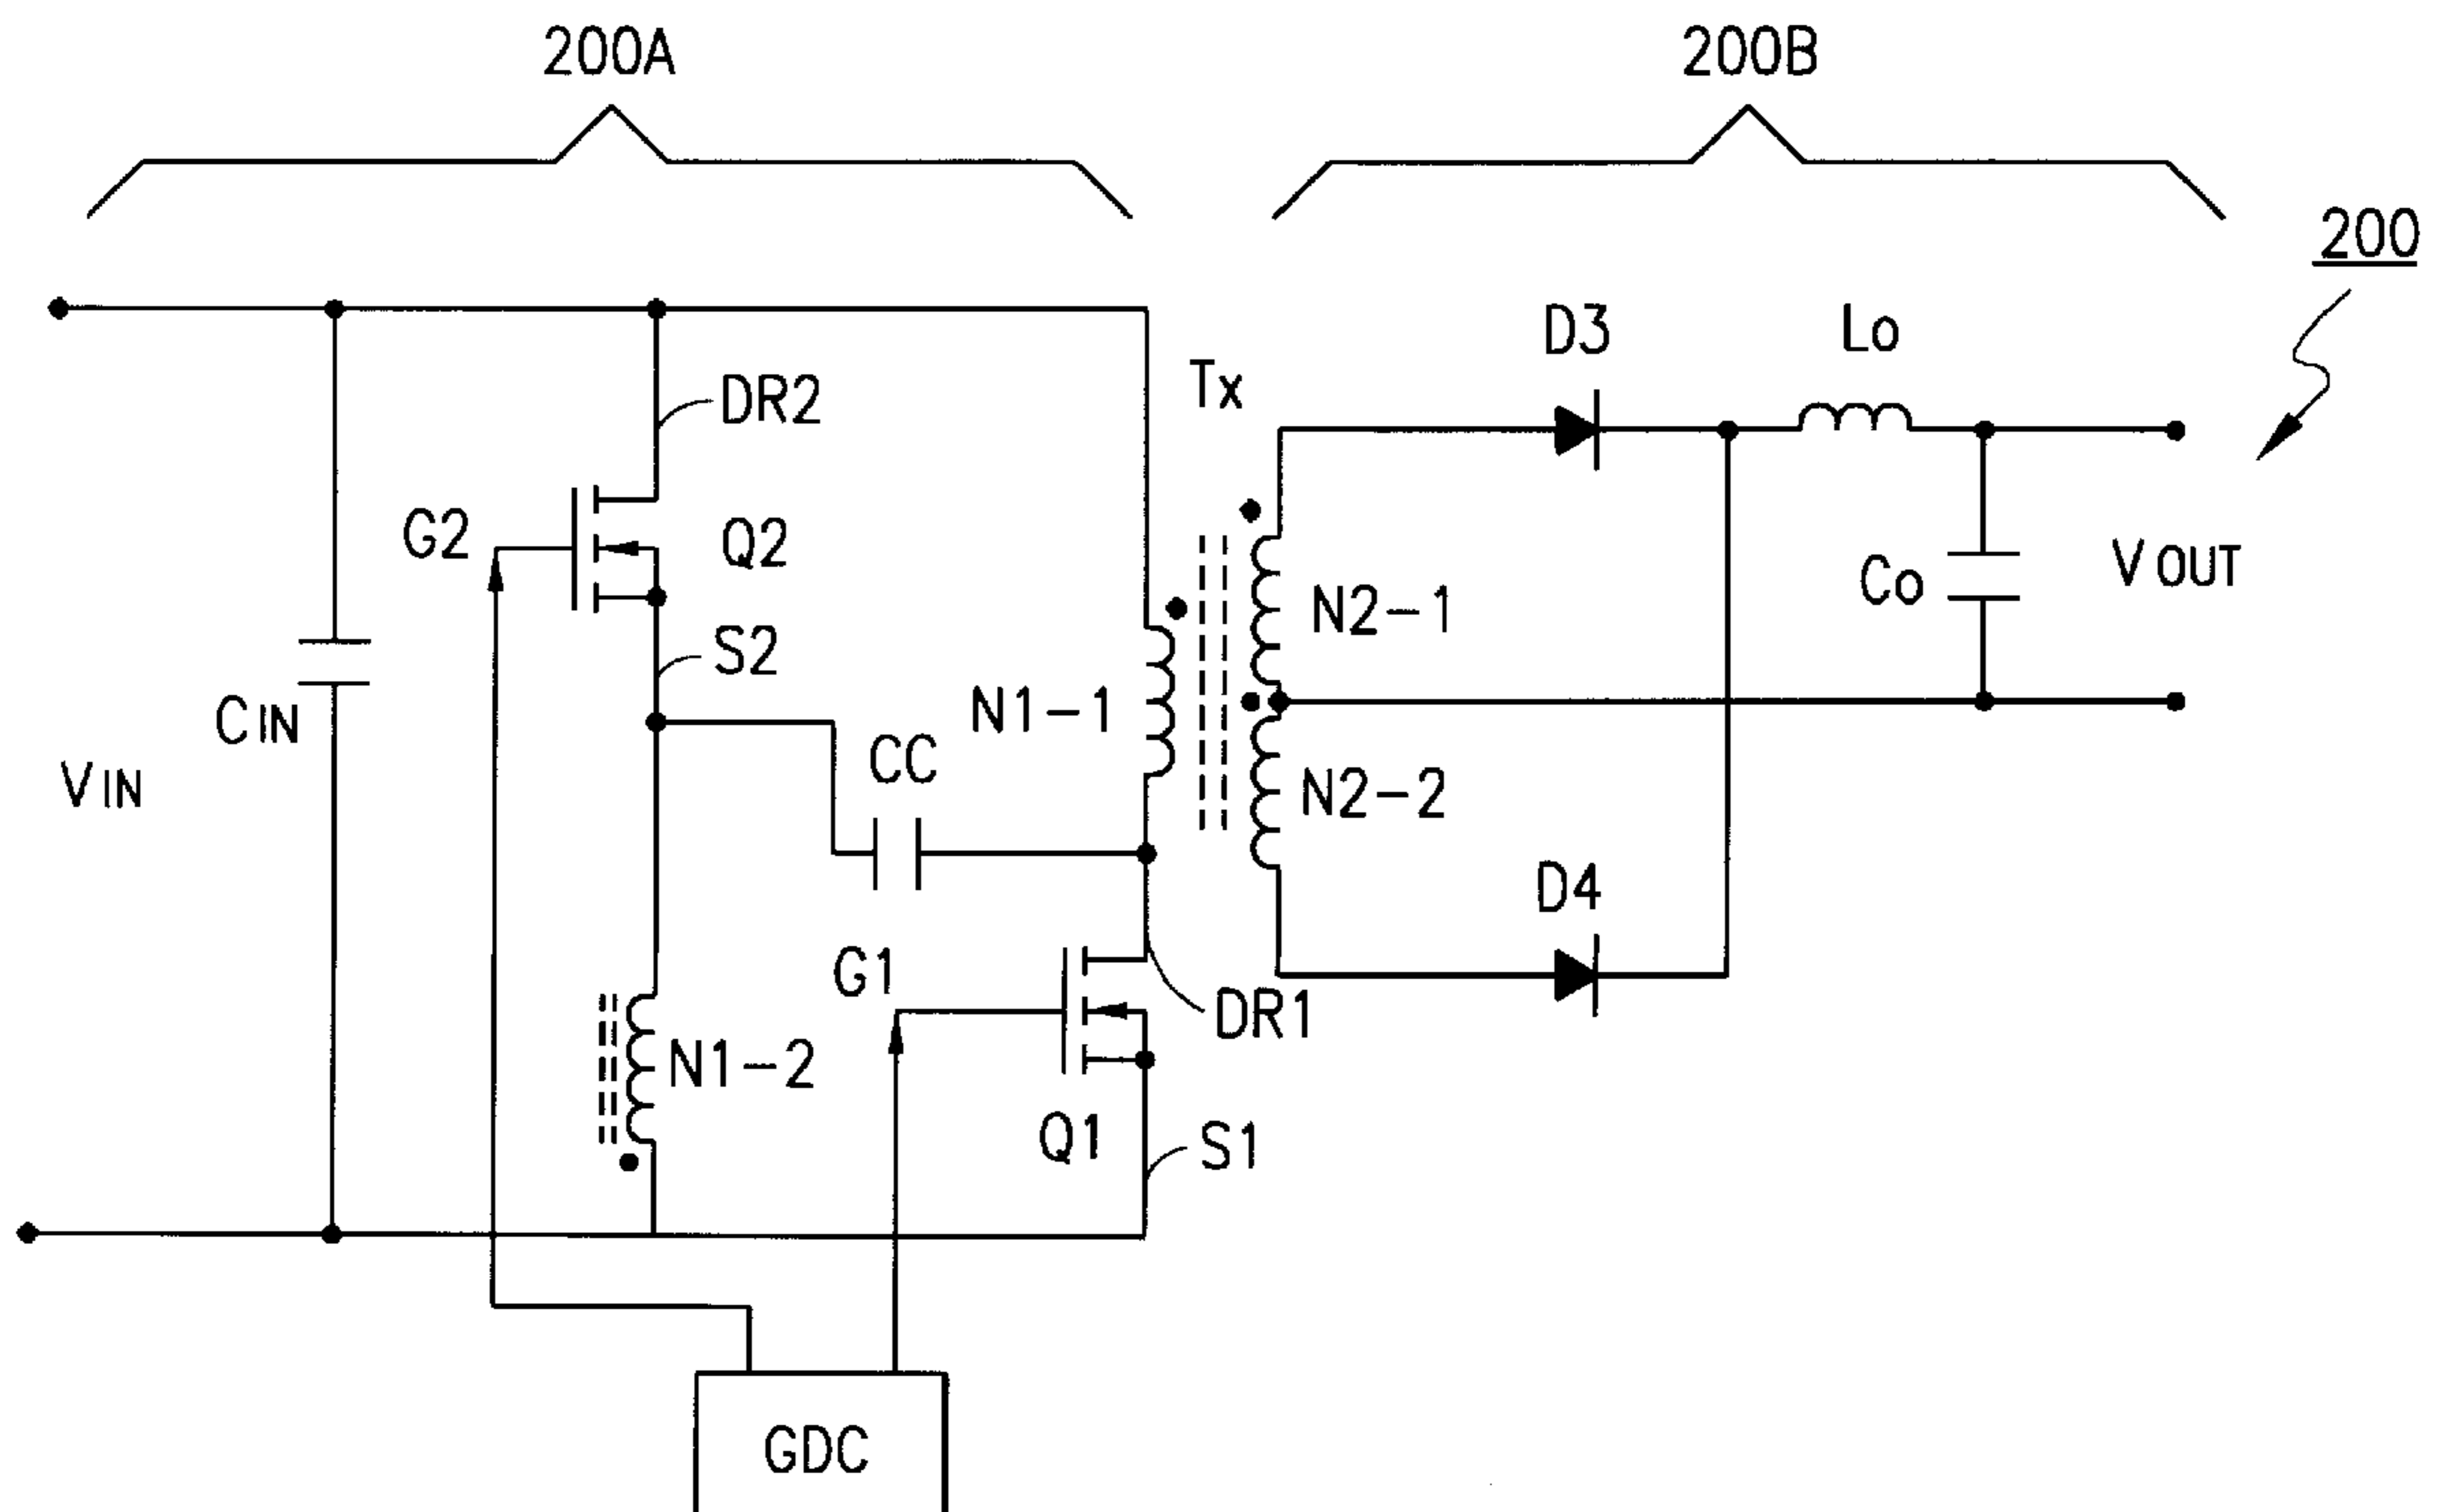 200A
200B
200
D3
Lo
Tx
DR2
G2
Q2
S2
N2-1
Co
VOUT
CIN
N1-1
CC
VIN
N2-2
D4
G1
DR1
N1-2
Q1
S1
GDC